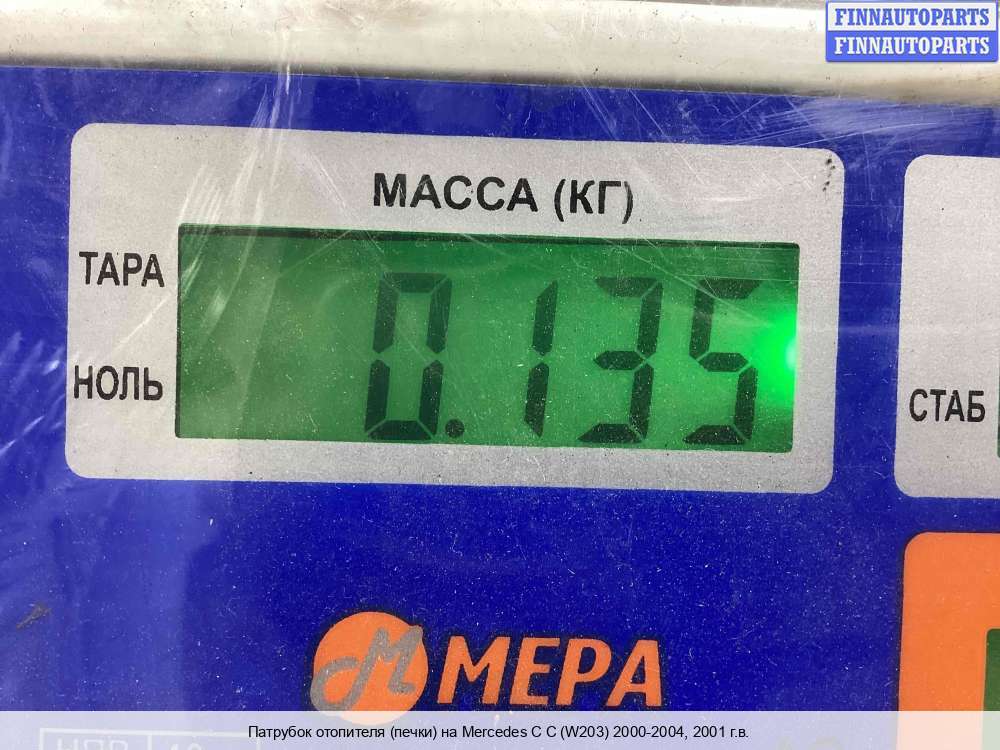 FINNAUTOPARTS
FINNAUTOPARTS
МАССА (КГ)
ТАРА
0.135
НОЛЬ
СТАБ
М МЕРА
Патрубок отопителя (печки) на Mercedes C C (W203) 2000-2004, 2001 г.в.